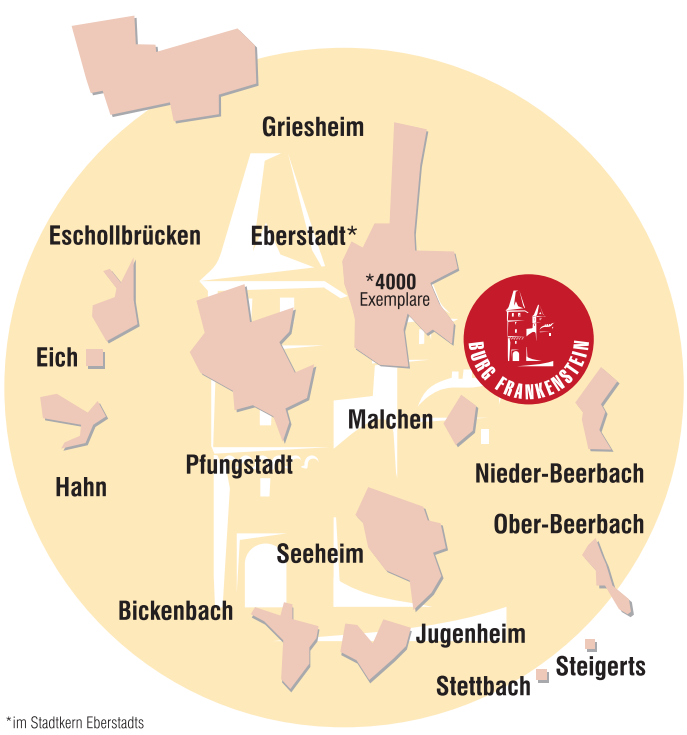 Griesheim
Eschollbrücken
Eberstadt*
*4000
Exemplare
BURG FRANKENSTEIN
Eich
Malchen
Pfungstadt
Nieder-Beerbach
Hahn
Ober-Beerbach
Seeheim
Bickenbach
Jugenheim
Steigerts
Stettbach
*im Stadtkern Eberstadts